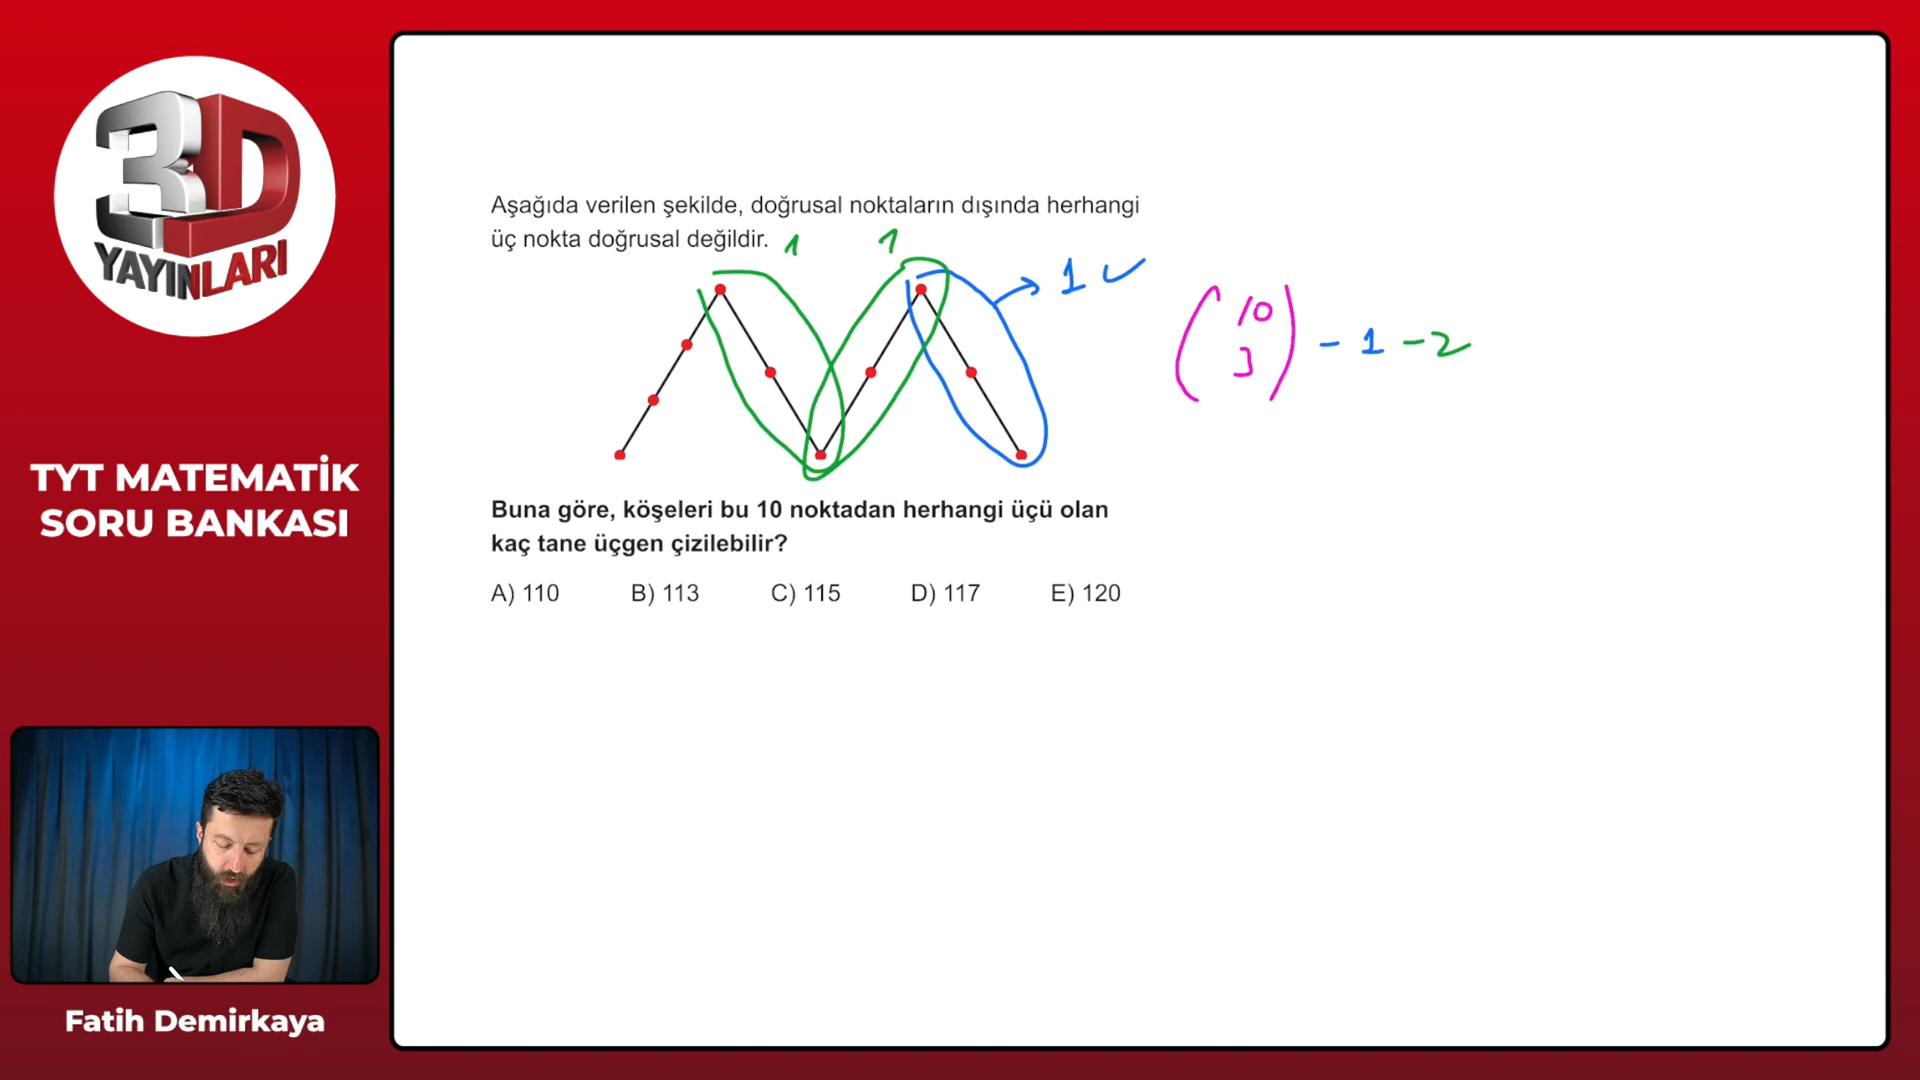 3D
YAYINLARI
TYT MATEMATİK
SORU BANKASI
Fatih Demirkaya
Aşağıda verilen şekilde, doğrusal noktaların dışında herhangi
üç nokta doğrusal değildir.
1 1
1 ✓
(10 3) - 1 - 2
Buna göre, köşeleri bu 10 noktadan herhangi üçü olan
kaç tane üçgen çizilebilir?
A) 110 B) 113 C) 115 D) 117 E) 120